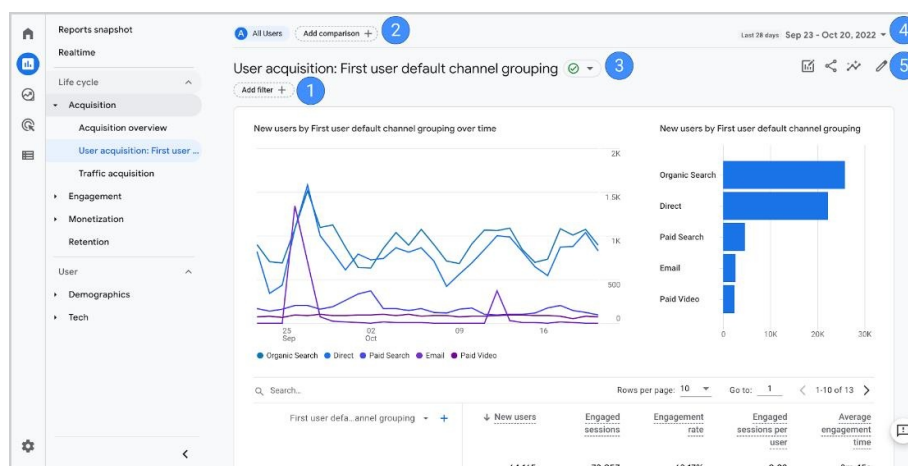 Reports snapshot
Realtime
Life cycle
Acquisition
Acquisition overview
User acquisition: First user ...
Traffic acquisition
Engagement
Monetization
Retention
User
Demographics
Tech
A All Users Add comparison + 2
Last 28 days Sep 23 - Oct 20, 2022 4
User acquisition: First user default channel grouping 3
5
Add filter + 1
New users by First user default channel grouping over time
2K
1.5K
1K
500
0
25 Sep
02 Oct
09
16
Organic Search Direct Paid Search Email Paid Video
New users by First user default channel grouping
Organic Search
Direct
Paid Search
Email
Paid Video
0 10K 20K 30K
Search...
Rows per page: 10 Go to: 1 < 1-10 of 13 >
First user defa...annel grouping +
↓ New users
Engaged sessions
Engagement rate
Engaged sessions per user
Average engagement time